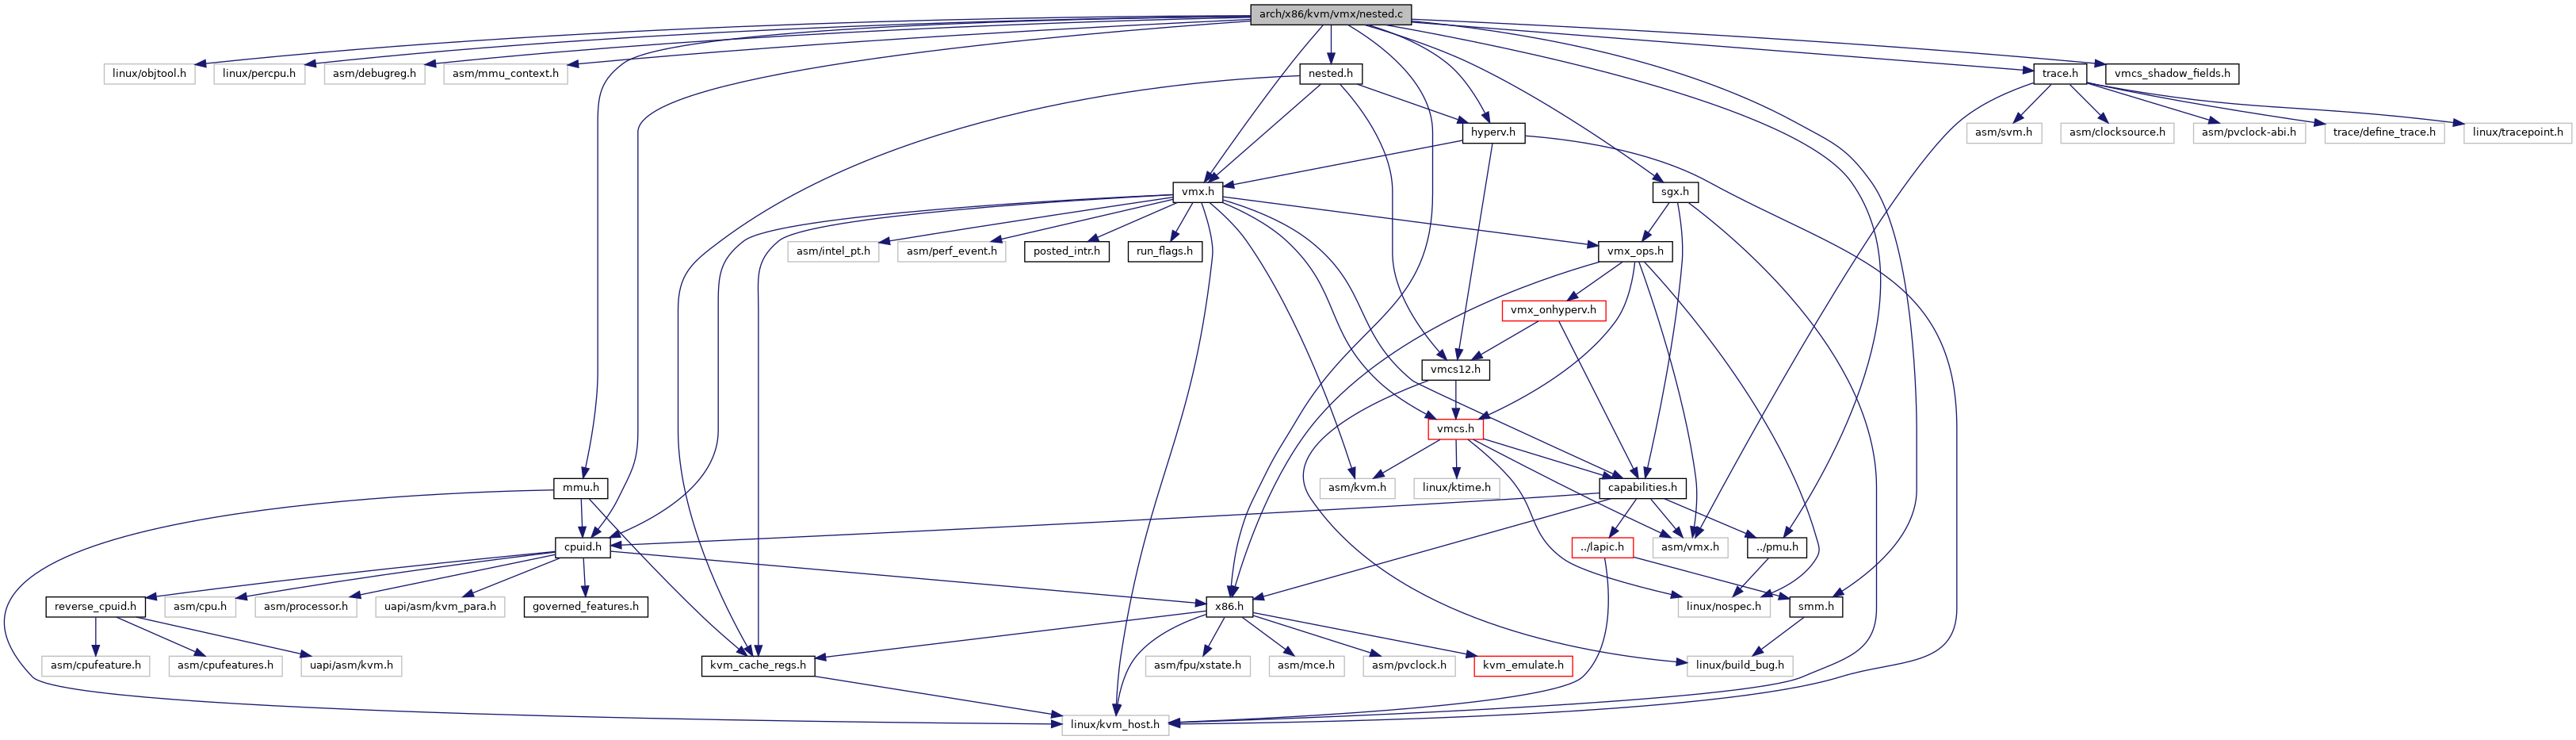 arch/x86/kvm/vmx/nested.c
linux/objtool.h
linux/percpu.h
asm/debugreg.h
asm/mmu_context.h
nested.h
trace.h
vmcs_shadow_fields.h
hyperv.h
asm/svm.h
asm/clocksource.h
asm/pvclock-abi.h
trace/define_trace.h
linux/tracepoint.h
vmx.h
sgx.h
asm/intel_pt.h
asm/perf_event.h
posted_intr.h
run_flags.h
vmx_ops.h
vmx_onhyperv.h
vmcs12.h
vmcs.h
mmu.h
asm/kvm.h
linux/ktime.h
capabilities.h
cpuid.h
../lapic.h
asm/vmx.h
../pmu.h
reverse_cpuid.h
asm/cpu.h
asm/processor.h
uapi/asm/kvm_para.h
governed_features.h
x86.h
linux/nospec.h
smm.h
asm/cpufeature.h
asm/cpufeatures.h
uapi/asm/kvm.h
kvm_cache_regs.h
asm/fpu/xstate.h
asm/mce.h
asm/pvclock.h
kvm_emulate.h
linux/build_bug.h
linux/kvm_host.h